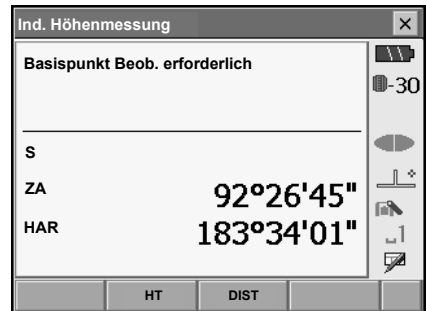 Ind. Höhenmessung
Basispunkt Beob. erforderlich
-30
S
ZA 92°26'45"
HAR 183°34'01"
1
HT DIST